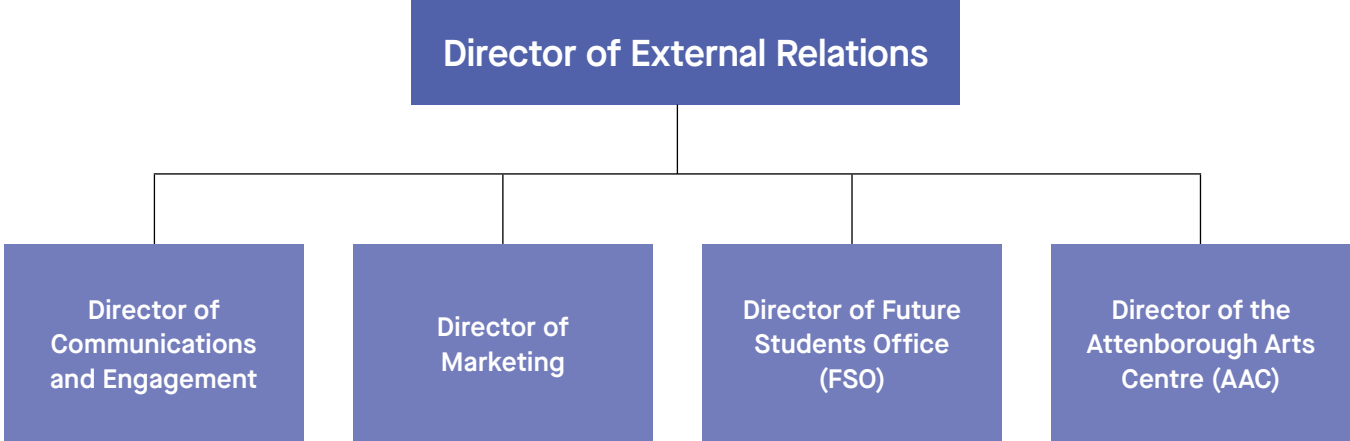 Director of External Relations
Director of
Communications
and Engagement
Director of
Marketing
Director of Future
Students Office
(FSO)
Director of the
Attenborough Arts
Centre (AAC)